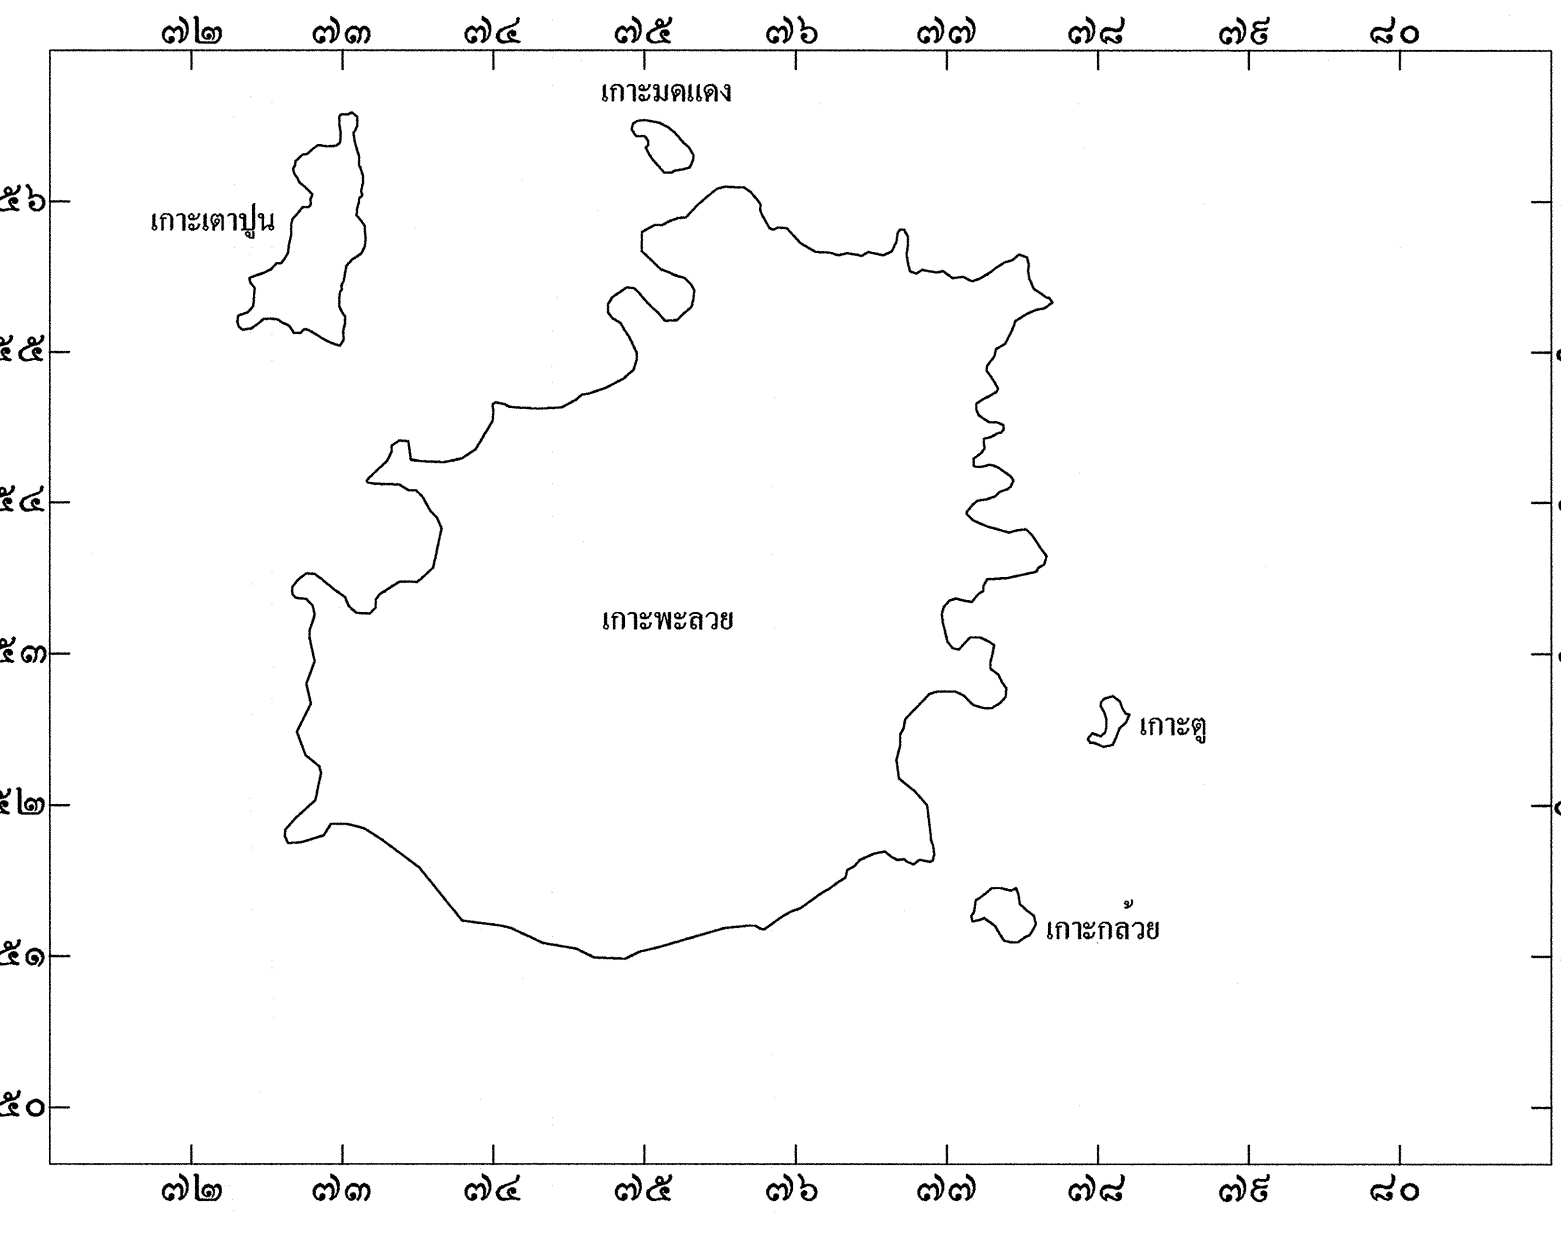 ๗๒ ๗๓ ๗๔ ๗๕ ๗๖ ๗๗ ๗๘ ๗๙ ๘๐
เกาะมดแดง
๕๖
เกาะเตาปูน
๕๕
๕๔
เกาะพะลวย
๕๓
เกาะตู
๕๒
เกาะกล้วย
๕๑
๕๐
๗๒ ๗๓ ๗๔ ๗๕ ๗๖ ๗๗ ๗๘ ๗๙ ๘๐